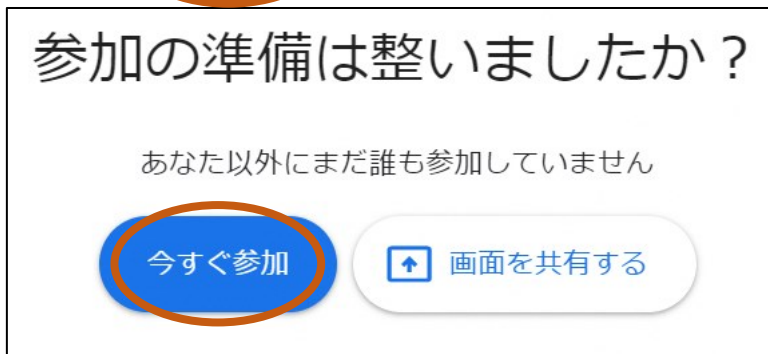 参加の準備は整いましたか？
あなた以外にまだ誰も参加していません
今すぐ参加 画面を共有する